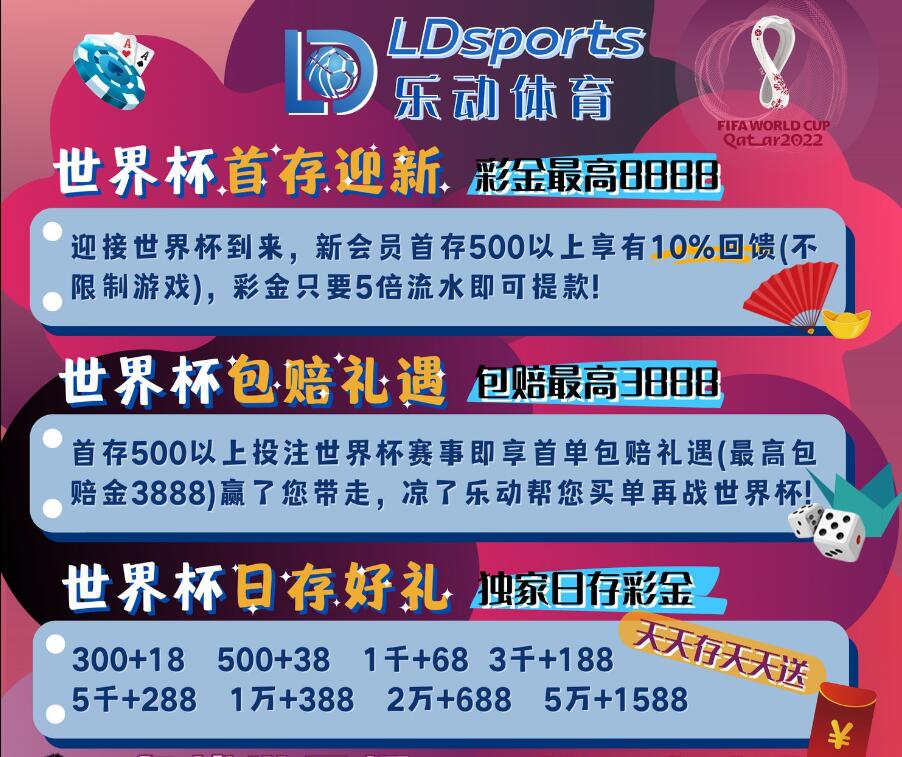 LDsports
乐动体育
FIFA WORLD CUP
Qatar2022
世界杯首存迎新 彩金最高8888
迎接世界杯到来，新会员首存500以上享有10%回馈(不
限制游戏)，彩金只要5倍流水即可提款!
世界杯包赔礼遇 包赔最高3888
首存500以上投注世界杯赛事即享首单包赔礼遇(最高包
赔金3888)赢了您带走，凉了乐动帮您买单再战世界杯!
世界杯日存好礼 独家日存彩金
天天存天天送
300+18 500+38 1千+68 3千+188
5千+288 1万+388 2万+688 5万+1588
¥